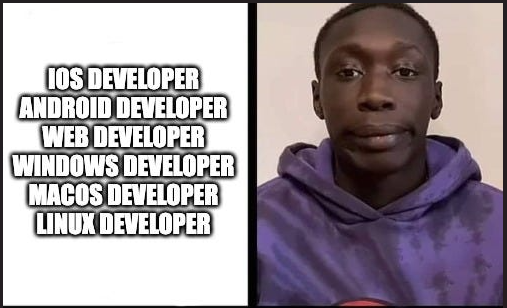 IOS DEVELOPER
ANDROID DEVELOPER
WEB DEVELOPER
WINDOWS DEVELOPER
MACOS DEVELOPER
LINUX DEVELOPER